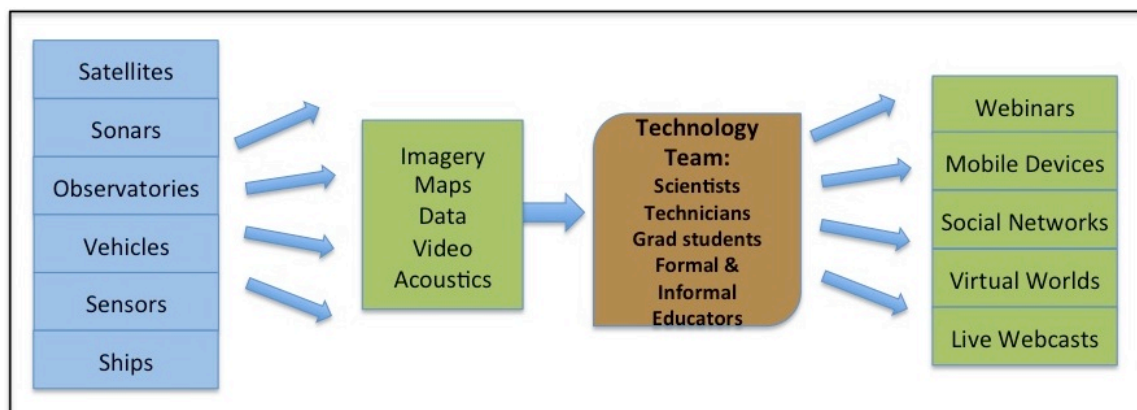 Satellites
Sonars
Observatories
Vehicles
Sensors
Ships
Imagery
Maps
Data
Video
Acoustics
Technology
Team:
Scientists
Technicians
Grad students
Formal &
Informal
Educators
Webinars
Mobile Devices
Social Networks
Virtual Worlds
Live Webcasts